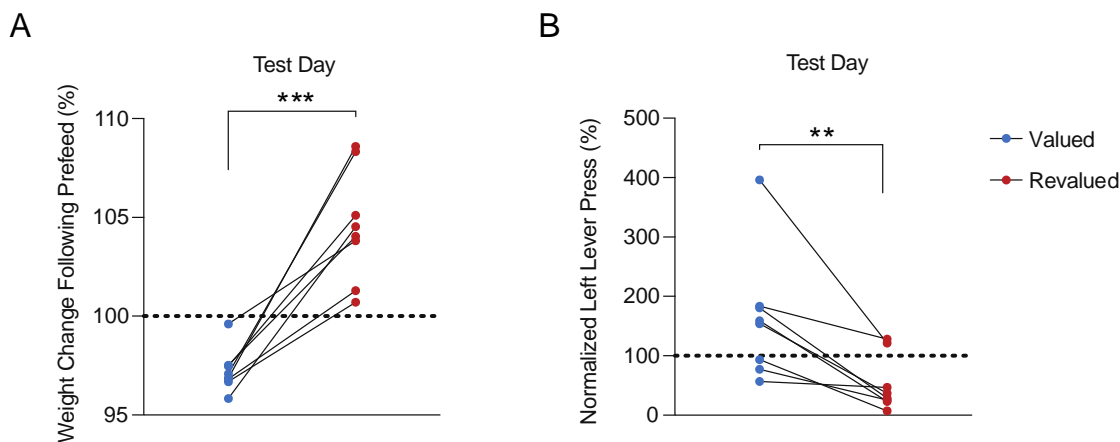 A
Test Day
***
Weight Change Following Prefeed (%)
110
105
100
95
B
Test Day
**
Normalized Left Lever Press (%)
500
400
300
200
100
0
Valued
Revalued